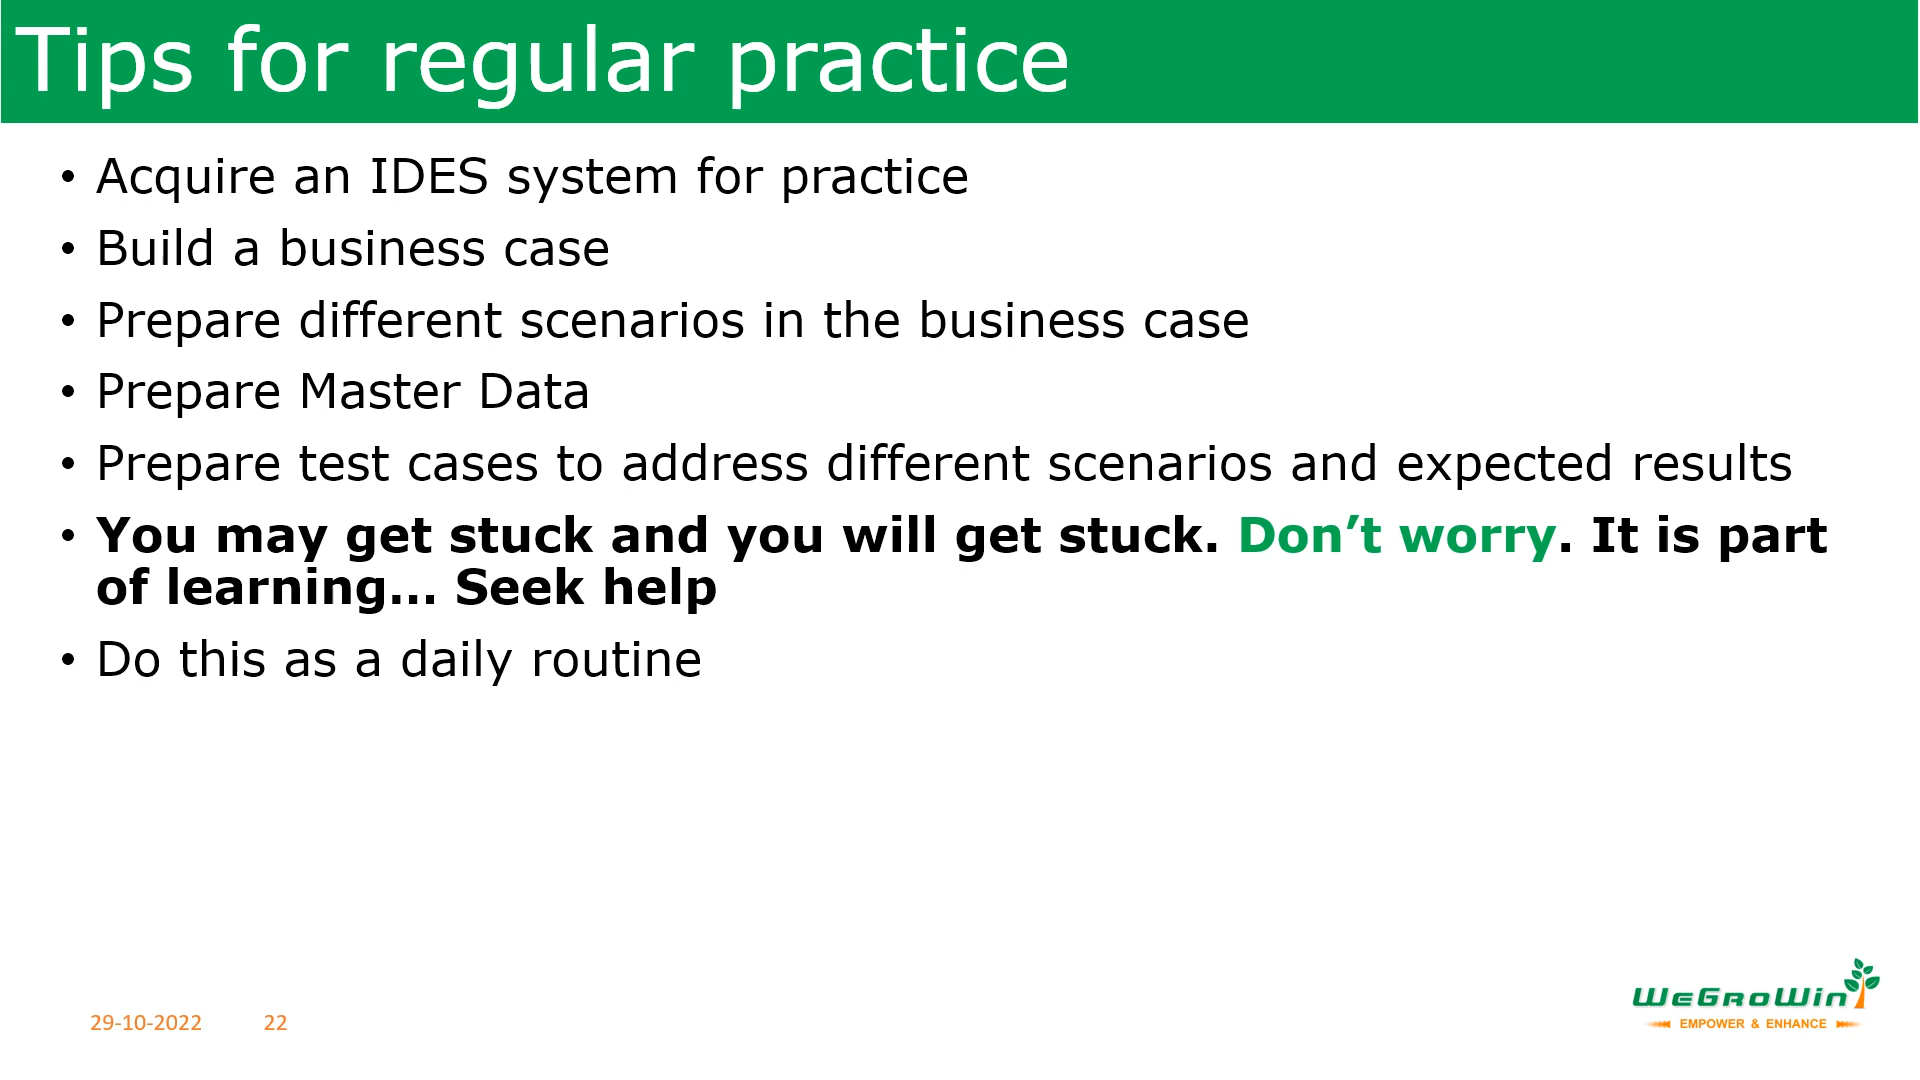 Tips for regular practice
• Acquire an IDES system for practice
• Build a business case
• Prepare different scenarios in the business case
• Prepare Master Data
• Prepare test cases to address different scenarios and expected results
• You may get stuck and you will get stuck. Don’t worry. It is part
of learning… Seek help
• Do this as a daily routine
29-10-2022 22
WeGroWin
EMPOWER & ENHANCE